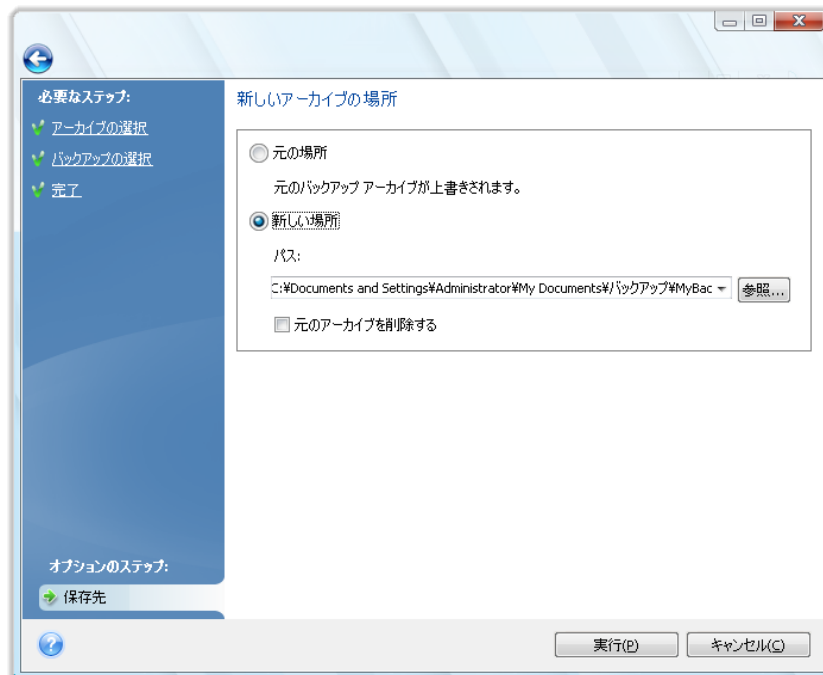 必要なステップ:
アーカイブの選択
バックアップの選択
完了
新しいアーカイブの場所
元の場所
元のバックアップ アーカイブが上書きされます。
新しい場所
パス:
C:¥Documents and Settings¥Administrator¥My Documents¥バックアップ¥MyBac
参照...
元のアーカイブを削除する
オプションのステップ:
保存先
実行(P)
キャンセル(C)